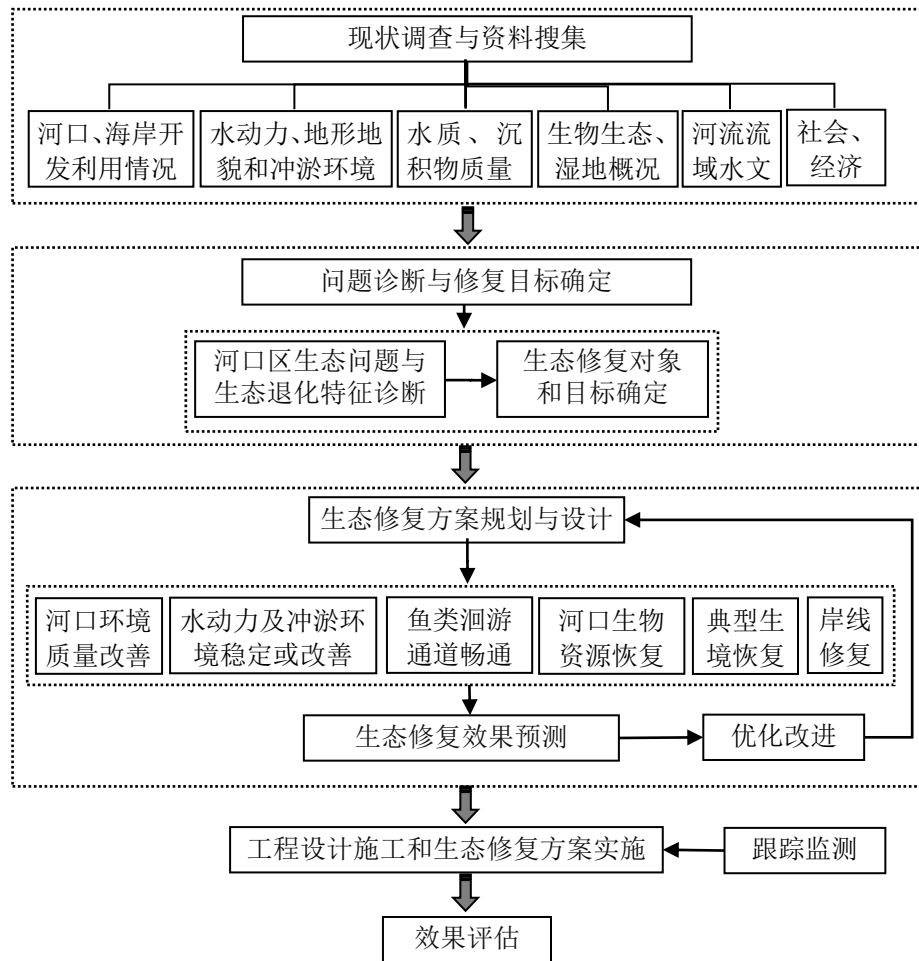 现状调查与资料搜集
河口、海岸开
发利用情况
水动力、地形地
貌和冲淤环境
水质、沉
积物质量
生物生态、
湿地概况
河流流
域水文
社会、
经济
问题诊断与修复目标确定
河口区生态问题与
生态退化特征诊断
生态修复对象
和目标确定
生态修复方案规划与设计
河口环境
质量改善
水动力及冲淤环
境稳定或改善
鱼类洄游
通道畅通
河口生物
资源恢复
典型生
境恢复
岸线
修复
生态修复效果预测
优化改进
工程设计施工和生态修复方案实施
跟踪监测
效果评估